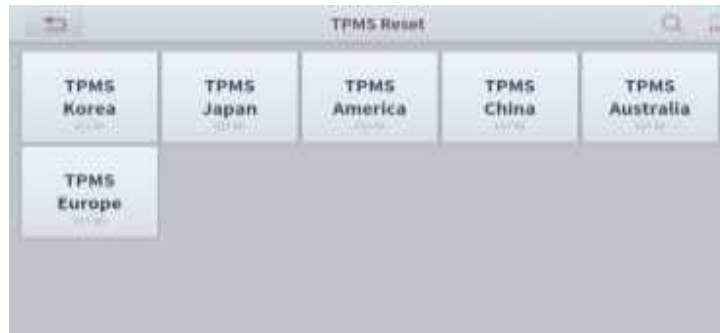 TPMS Reset
TPMS
Korea
TPMS
Japan
TPMS
America
TPMS
China
TPMS
Australia
TPMS
Europe